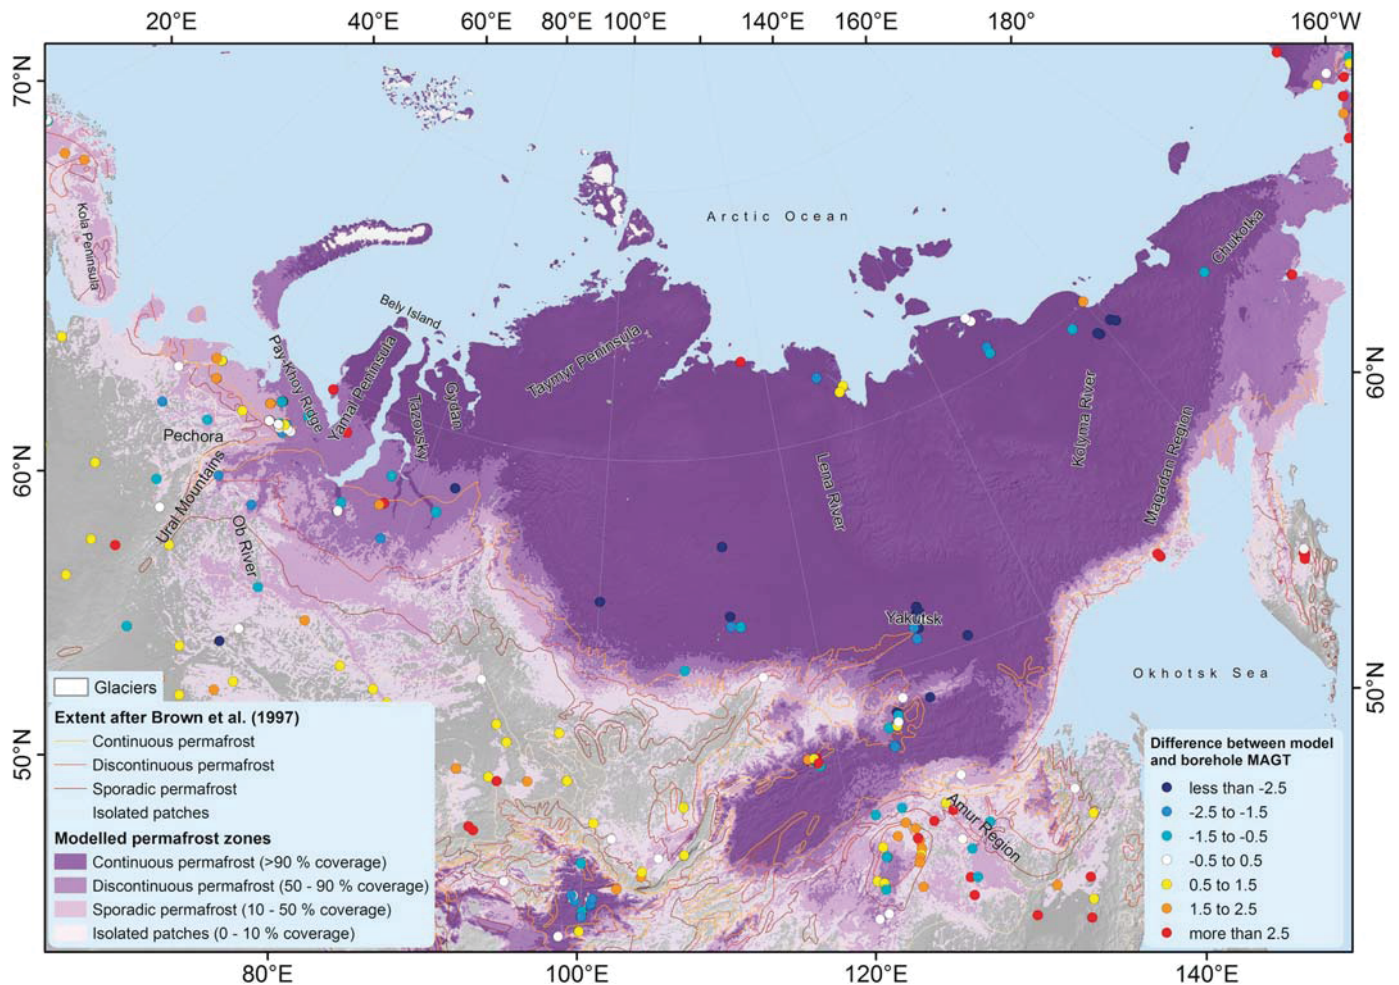 20°E 40°E 60°E 80°E 100°E 140°E 160°E 180° 160°W
70°N
60°N
50°N
60°N
50°N
80°E 100°E 120°E 140°E
Arctic Ocean
Kola Peninsula
Chukotka
Bely Island
Pay-Khoy Ridge
Yamal Peninsula
Tazovsky
Gydan
Taymyr Peninsula
Pechora
Ural Mountains
Ob River
Lena River
Kolyma River
Magadan Region
Yakutsk
Okhotsk Sea
Amur Region
Glaciers
Extent after Brown et al. (1997)
Continuous permafrost
Discontinuous permafrost
Sporadic permafrost
Isolated patches
Modelled permafrost zones
Continuous permafrost (>90 % coverage)
Discontinuous permafrost (50 - 90 % coverage)
Sporadic permafrost (10 - 50 % coverage)
Isolated patches (0 - 10 % coverage)
Difference between model
and borehole MAGT
less than -2.5
-2.5 to -1.5
-1.5 to -0.5
-0.5 to 0.5
0.5 to 1.5
1.5 to 2.5
more than 2.5